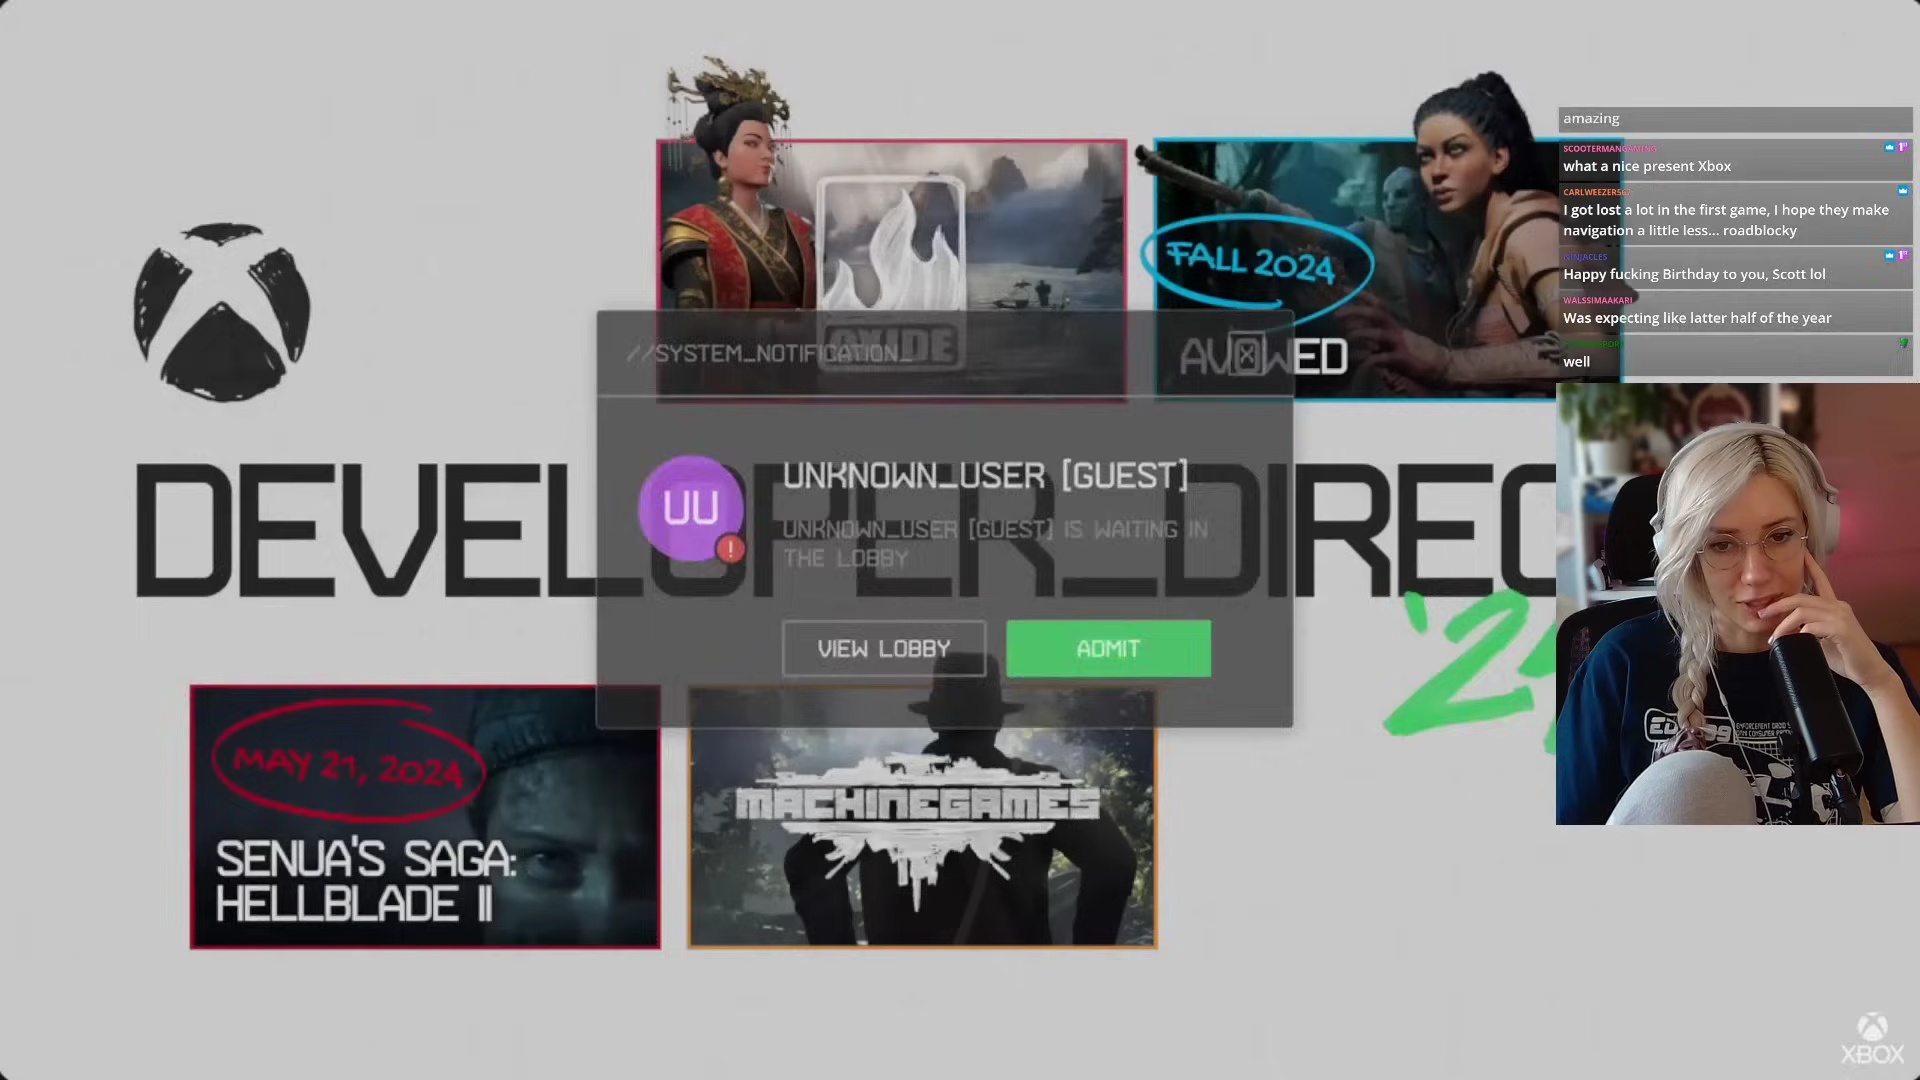 amazing
SCOOTERMANGAMING
what a nice present Xbox
I got lost a lot in the first game, I hope they make
navigation a little less... roadblocky
Happy fucking Birthday to you, Scott lol
WALSSIMAAKARI
Was expecting like latter half of the year
well
FALL 2024
AVOWED
OXIDE
//SYSTEM_NOTIFICATION_
UNKNOWN_USER [GUEST]
UU
!
UNKNOWN_USER [GUEST] IS WAITING IN
THE LOBBY
VIEW LOBBY
ADMIT
DEVELOPER_DIREC
MAY 21, 2024
SENUA'S SAGA:
HELLBLADE II
MACHINEGAMES
XBOX